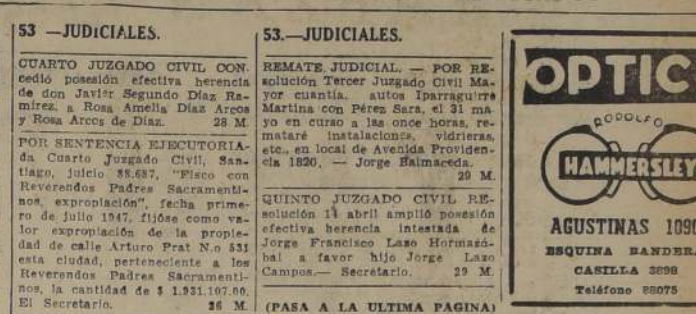 53 —JUDICIALES.
CUARTO JUZGADO CIVIL CON-
cedió posesión efectiva herencia
de don Javier Segundo Díaz Ra-
mírez, a Rosa Amelia Díaz Arcos
y Rosa Arcos de Díaz. 28 M.
POR SENTENCIA EJECUTORIA-
da Cuarto Juzgado Civil, San-
tiago, juicio 88.687, "Fisco con
Reverendos Padres Sacramenti-
nos, expropiación", fecha prime-
ro de julio 1947, fijóse como va-
lor expropiación de la propie-
dad de calle Arturo Prat N.o 531
esta ciudad, perteneciente a los
Reverendos Padres Sacramenti-
nos, la cantidad de $ 1.931.107.00.
El Secretario. 26 M.
53.—JUDICIALES.
REMATE JUDICIAL. — POR RE-
solución Tercer Juzgado Civil Ma-
yor cuantía. autos Iparraguirre
Martina con Pérez Sara, el 31 ma-
yo en curso a las once horas, re-
mataré instalaciones, vidrieras,
etc., en local de Avenida Providen-
cia 1820. — Jorge Balmaceda.
29 M.
QUINTO JUZGADO CIVIL RE-
solución abril amplió posesión
efectiva herencia intestada de
Jorge Francisco Lazo Hormazá-
bal a favor hijo Jorge Lazo
Campos.— Secretario. 29 M.
(PASA A LA ULTIMA PAGINA)
OPTIC
RODOLFO
HAMMERSLEY
AGUSTINAS 1090
ESQUINA BANDERA
CASILLA 3898
Teléfono 88075